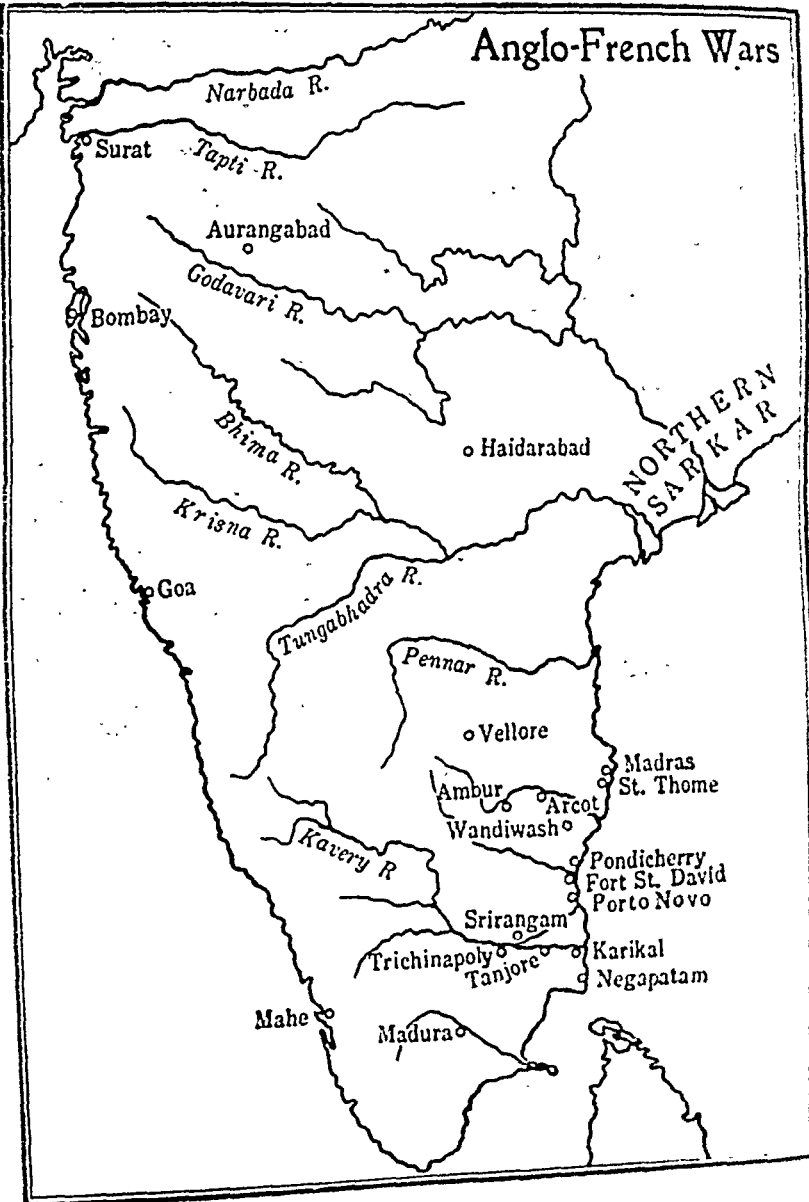 Anglo-French Wars
Narbada R.
Surat
Tapti R.
Aurangabad
Godavari R.
Bombay
Bhima R.
Haidarabad
NORTHERN
SARKAR
Krisna R.
Goa
Tungabhadra R.
Pennar R.
Vellore
Madras
St. Thome
Ambur
Arcot
Wandiwash
Kavery R
Pondicherry
Fort St. David
Porto Novo
Srirangam
Trichinapoly
Tanjore
Karikal
Negapatam
Mahe
Madura